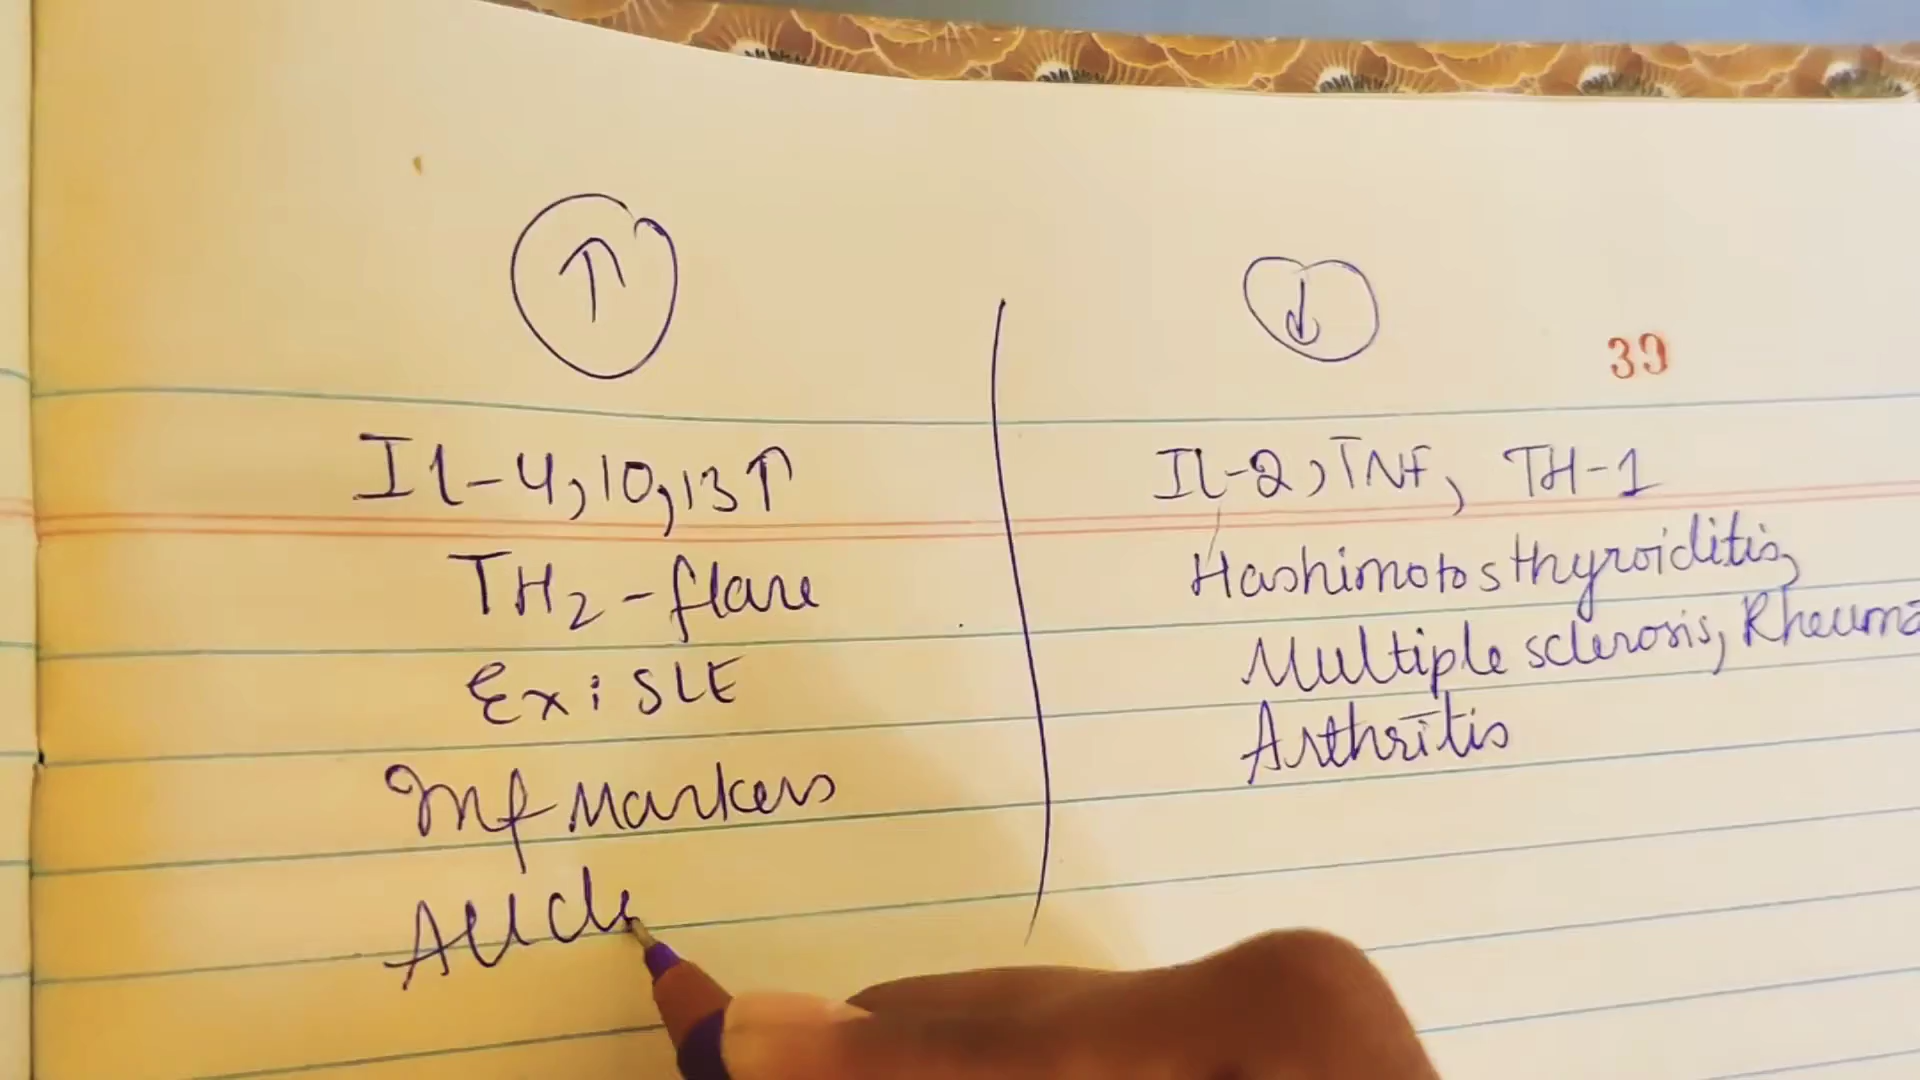 ↑
Il-4,10,13↑
TH2-flare
Ex: SLE
Inf Markers
↓
39
Il-2, TNF, TH-1
Hashimotos thyroiditis,
Multiple sclerosis, Rheuma
Arthritis